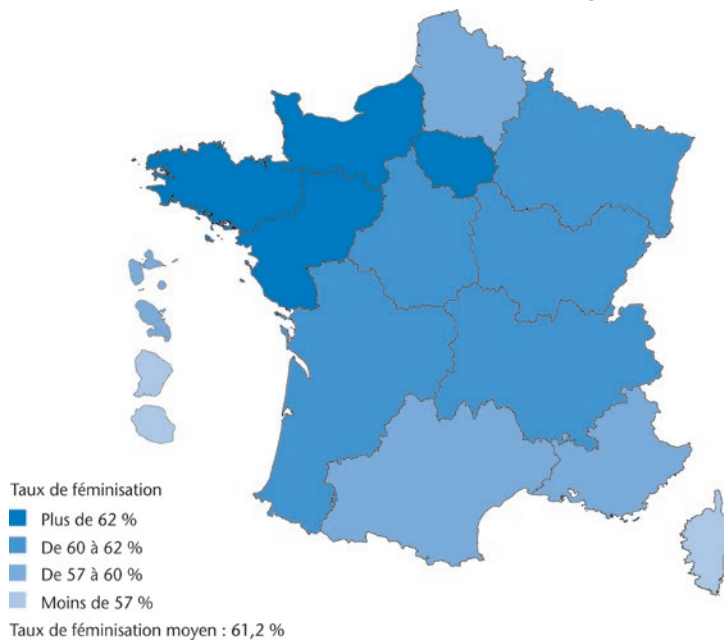 Taux de féminisation
Plus de 62 %
De 60 à 62 %
De 57 à 60 %
Moins de 57 %
Taux de féminisation moyen : 61,2 %